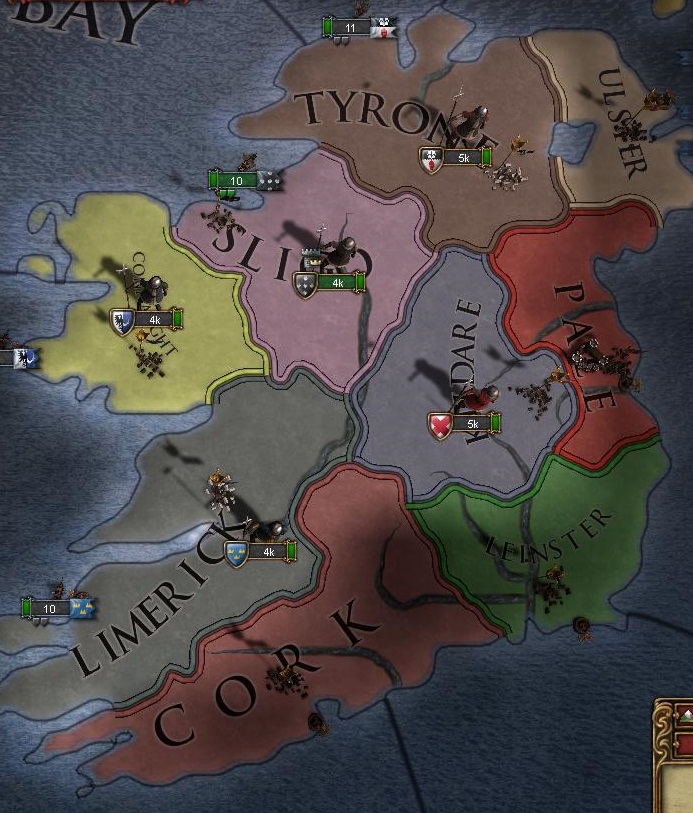 BAY
11
TYRONE
5k
ULSTER
10
SLIGO
4k
CONNAUGHT
4k
PALE
KILDARE
5k
LEINSTER
LIMERICK
4k
10
CORK